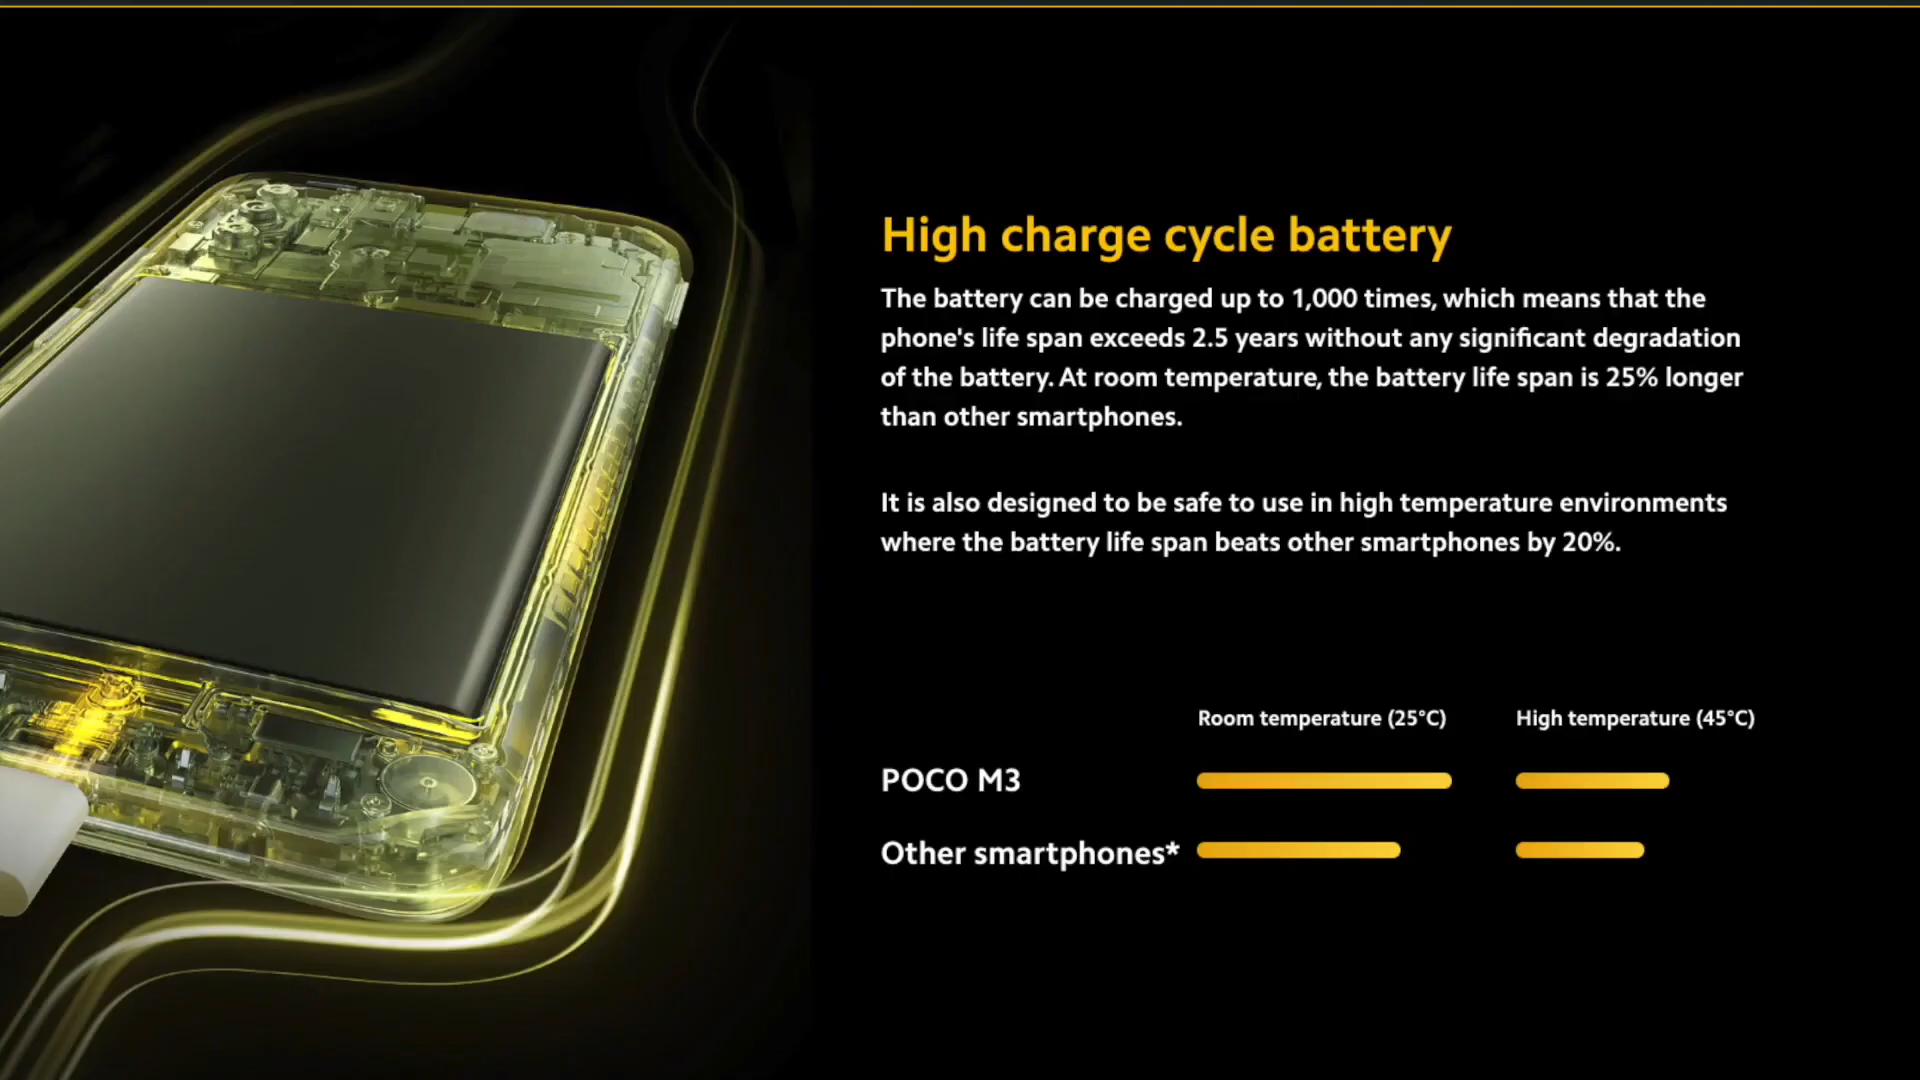 High charge cycle battery
The battery can be charged up to 1,000 times, which means that the
phone's life span exceeds 2.5 years without any significant degradation
of the battery. At room temperature, the battery life span is 25% longer
than other smartphones.
It is also designed to be safe to use in high temperature environments
where the battery life span beats other smartphones by 20%.
Room temperature (25°C) High temperature (45°C)
POCO M3
Other smartphones*